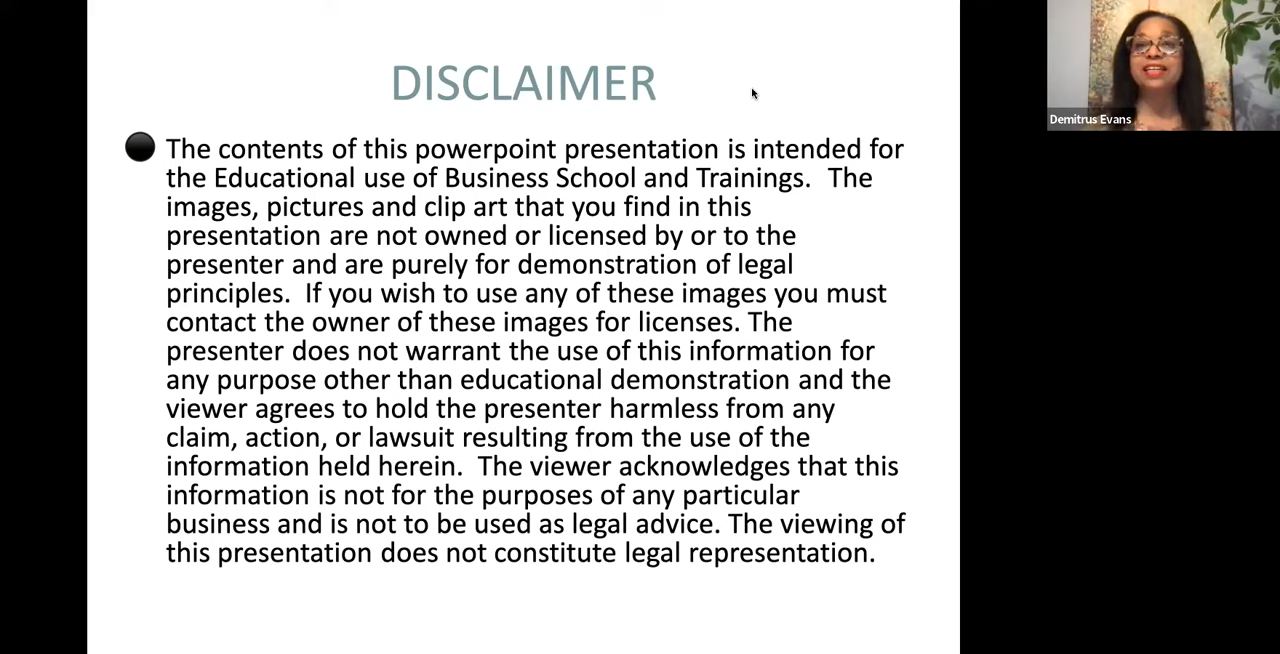 DISCLAIMER
The contents of this powerpoint presentation is intended for
the Educational use of Business School and Trainings.  The
images, pictures and clip art that you find in this
presentation are not owned or licensed by or to the
presenter and are purely for demonstration of legal
principles.  If you wish to use any of these images you must
contact the owner of these images for licenses. The
presenter does not warrant the use of this information for
any purpose other than educational demonstration and the
viewer agrees to hold the presenter harmless from any
claim, action, or lawsuit resulting from the use of the
information held herein.  The viewer acknowledges that this
information is not for the purposes of any particular
business and is not to be used as legal advice. The viewing of
this presentation does not constitute legal representation.
Demitrus Evans